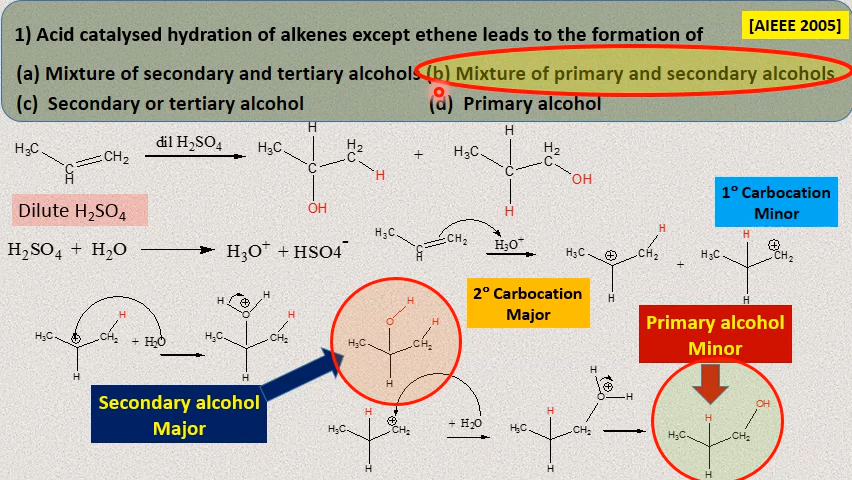 1) Acid catalysed hydration of alkenes except ethene leads to the formation of
[AIEEE 2005]
(a) Mixture of secondary and tertiary alcohols (b) Mixture of primary and secondary alcohols
(c) Secondary or tertiary alcohol (d) Primary alcohol
H₃C C H CH₂ dil H₂SO₄ H₃C H C OH H₂ C H + H₃C H C H H₂ C OH
Dilute H₂SO₄
H₂SO₄ + H₂O H₃O⁺ + HSO4⁻
H₃C H CH₂ H₃O⁺ H₃C ⊕ H CH₂ H + H₃C H H ⊕ CH₂
1° Carbocation
Minor
2° Carbocation
Major
Primary alcohol
Minor
H₃C ⊕ H CH₂ H + H₂O H₃C H O ⊕ H H CH₂ H
H₃C O H H CH₂ H
Secondary alcohol
Major
H₃C H H ⊕ CH₂ + H₂O H₃C H H CH₂ O ⊕ H H
H₃C H H OH